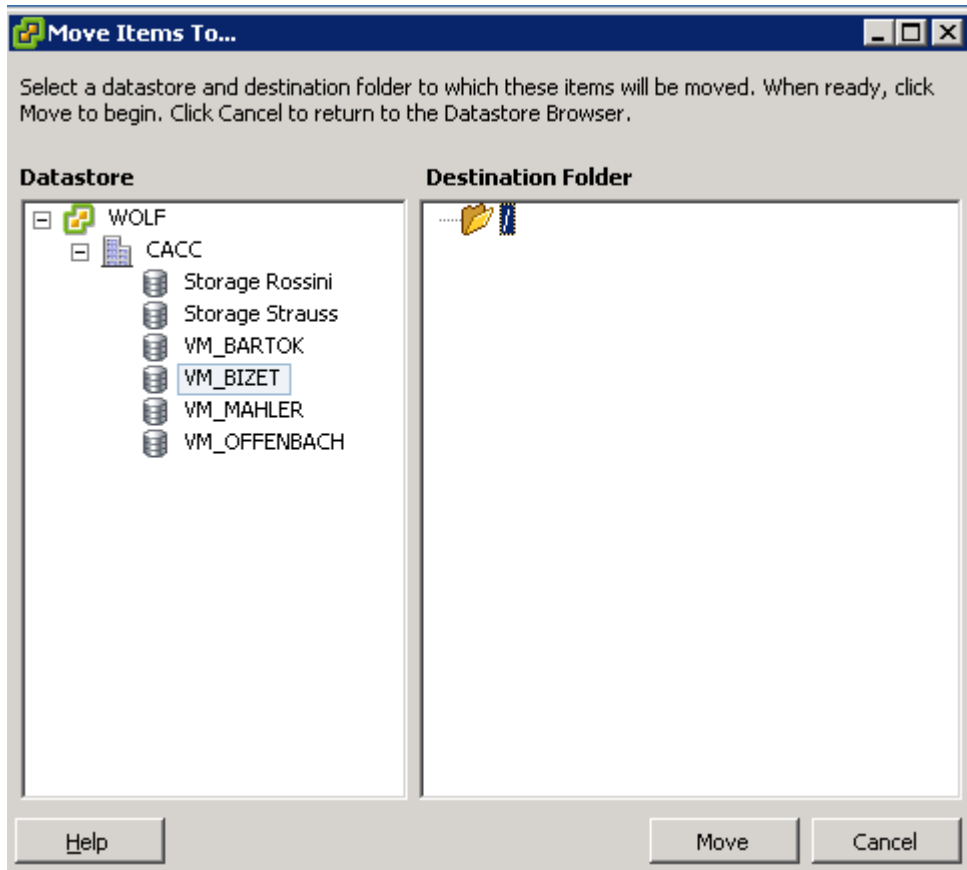 Move Items To...
Select a datastore and destination folder to which these items will be moved. When ready, click
Move to begin. Click Cancel to return to the Datastore Browser.
Datastore
Destination Folder
WOLF
/
CACC
Storage Rossini
Storage Strauss
VM_BARTOK
VM_BIZET
VM_MAHLER
VM_OFFENBACH
Help
Move
Cancel